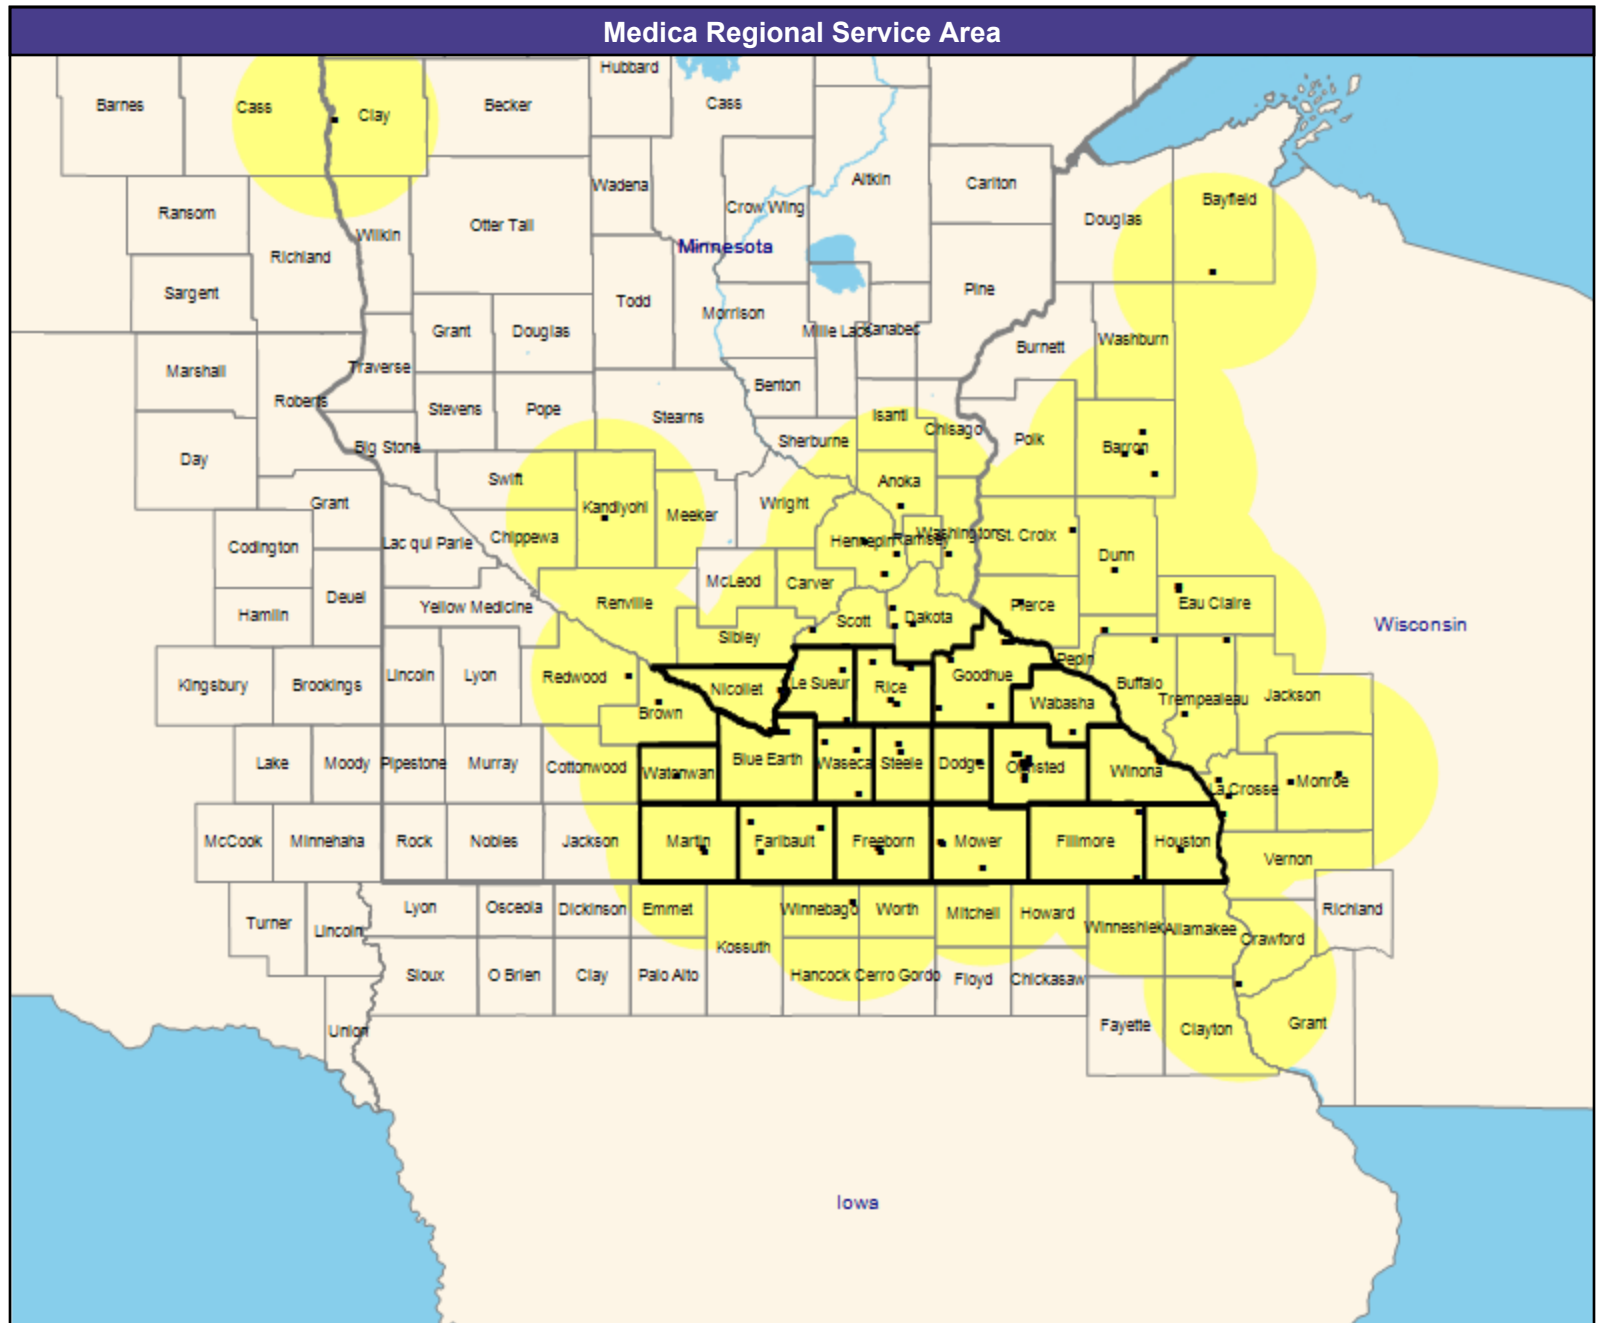 Medica Regional Service Area
Hubbard
Barnes
Cass
Clay
Becker
Cass
Wadena
Aitkin
Carlton
Ransom
Crow Wing
Bayfield
Otter Tail
Douglas
Wilkin
Minnesota
Richland
Sargent
Todd
Pine
Morrison
Grant
Douglas
Mille Lacs
Kanabec
Burnett
Washburn
Marshall
Traverse
Benton
Roberts
Stevens
Pope
Stearns
Isanti
Chisago
Sherburne
Polk
Barron
Day
Big Stone
Swift
Anoka
Grant
Kandiyohi
Meeker
Wright
Codington
Lac qui Parle
Chippewa
Hennepin
Ramsey
Washington
St. Croix
Dunn
Deuel
McLeod
Carver
Hamlin
Yellow Medicine
Renville
Pierce
Eau Claire
Scott
Dakota
Sibley
Wisconsin
Kingsbury
Brookings
Lincoln
Lyon
Redwood
Pepin
Nicollet
Le Sueur
Rice
Goodhue
Buffalo
Trempealeau
Jackson
Brown
Wabasha
Lake
Moody
Pipestone
Murray
Cottonwood
Watonwan
Blue Earth
Waseca
Steele
Dodge
Olmsted
Winona
La Crosse
Monroe
McCook
Minnehaha
Rock
Nobles
Jackson
Martin
Faribault
Freeborn
Mower
Fillmore
Houston
Vernon
Turner
Lincoln
Lyon
Osceola
Dickinson
Emmet
Winnebago
Worth
Mitchell
Howard
Winneshiek
Allamakee
Crawford
Richland
Kossuth
Sioux
O Brien
Clay
Palo Alto
Hancock
Cerro Gordo
Floyd
Chickasaw
Union
Fayette
Clayton
Grant
Iowa